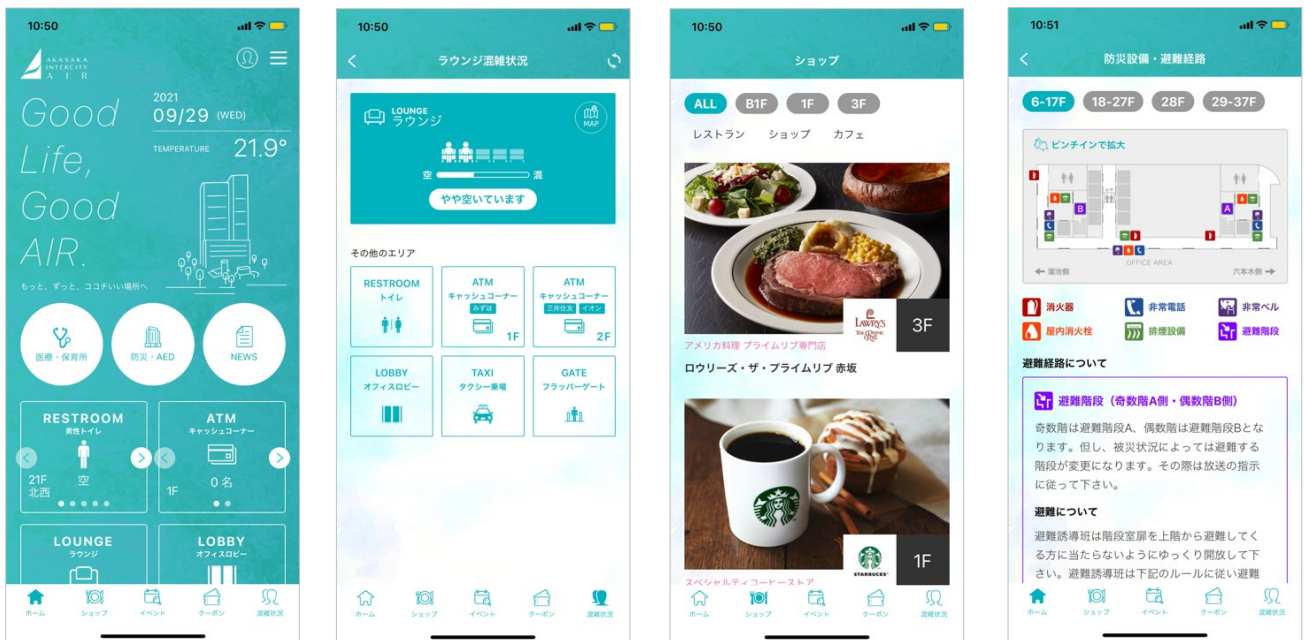 10:50
AKASAKA
INTERCITY
A I R
Good
Life,
Good
AIR.
2021
09/29 (WED)
TEMPERATURE 21.9°
もっと、ずっと、ココチいい場所へ
医療・保育所
防災・AED
NEWS
RESTROOM
男性トイレ
21F
北西
空
ATM
キャッシュコーナー
1F
0 名
LOUNGE
ラウンジ
LOBBY
オフィスロビー
ホーム ショップ イベント クーポン 混雑状況
10:50
ラウンジ混雑状況
LOUNGE
ラウンジ
MAP
空 混
やや空いています
その他のエリア
RESTROOM
トイレ
ATM
キャッシュコーナー
みずほ
1F
ATM
キャッシュコーナー
三井住友 イオン
2F
LOBBY
オフィスロビー
TAXI
タクシー乗場
GATE
フラッパーゲート
ホーム ショップ イベント クーポン 混雑状況
10:50
ショップ
ALL B1F 1F 3F
レストラン ショップ カフェ
LAWRY'S
THE PRIME RIB
3F
アメリカ料理 プライムリブ専門店
ロウリーズ・ザ・プライムリブ 赤坂
STARBUCKS
1F
スペシャルティコーヒーストア
ホーム ショップ イベント クーポン 混雑状況
10:51
防災設備・避難経路
6-17F 18-27F 28F 29-37F
ピンチインで拡大
B
A
OFFICE AREA
← 溜池側
六本木側 →
消火器 非常電話 非常ベル
屋内消火栓 排煙設備 避難階段
避難経路について
避難階段（奇数階A側・偶数階B側）
奇数階は避難階段A、偶数階は避難階段Bとな
ります。但し、被災状況によっては避難する
階段が変更になります。その際は放送の指示
に従って下さい。
避難について
避難誘導班は階段室扉を上階から避難してく
る方に当たらないようにゆっくり開放して下
さい。避難誘導班は下記のルールに従い避難
ホーム ショップ イベント クーポン 混雑状況